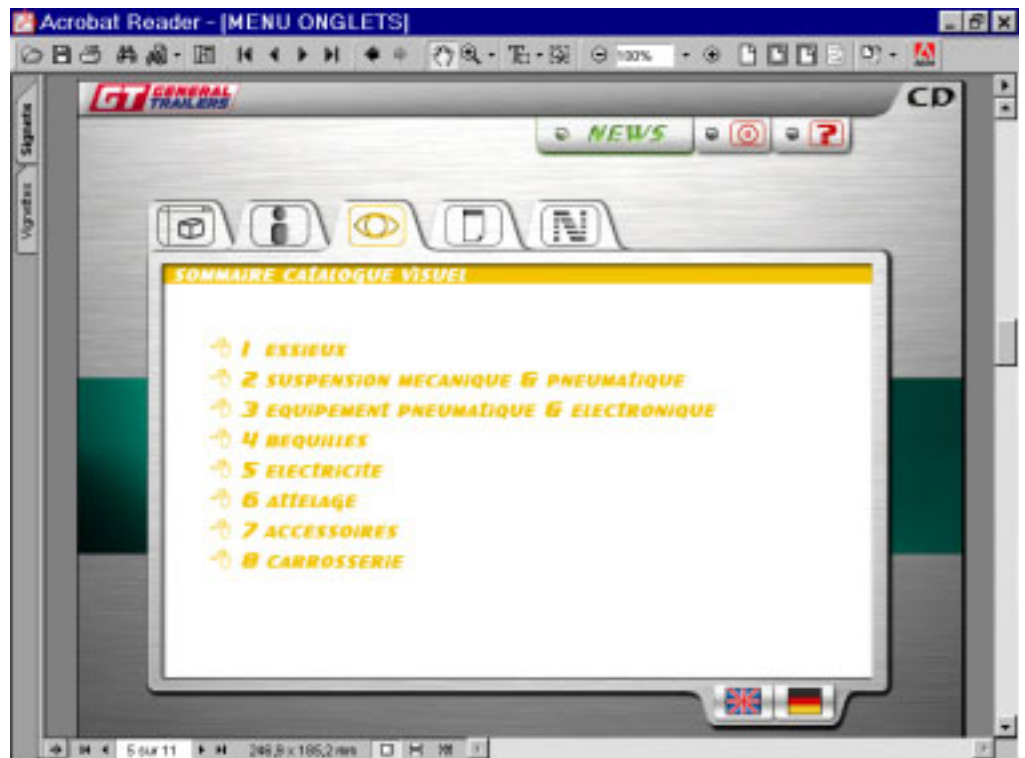 Acrobat Reader - [MENU ONGLETS]
100%
Signets
Vignettes
GT GENERAL TRAILERS
CD
NEWS
?
N
SOMMAIRE CATALOGUE VISUEL
1 ESSIEUX
2 SUSPENSION MECANIQUE & PNEUMATIQUE
3 EQUIPEMENT PNEUMATIQUE & ELECTRONIQUE
4 BEQUILLES
5 ELECTRICITE
6 ATTELAGE
7 ACCESSOIRES
8 CARROSSERIE
5 sur 11
246,9 x 185,2 mm